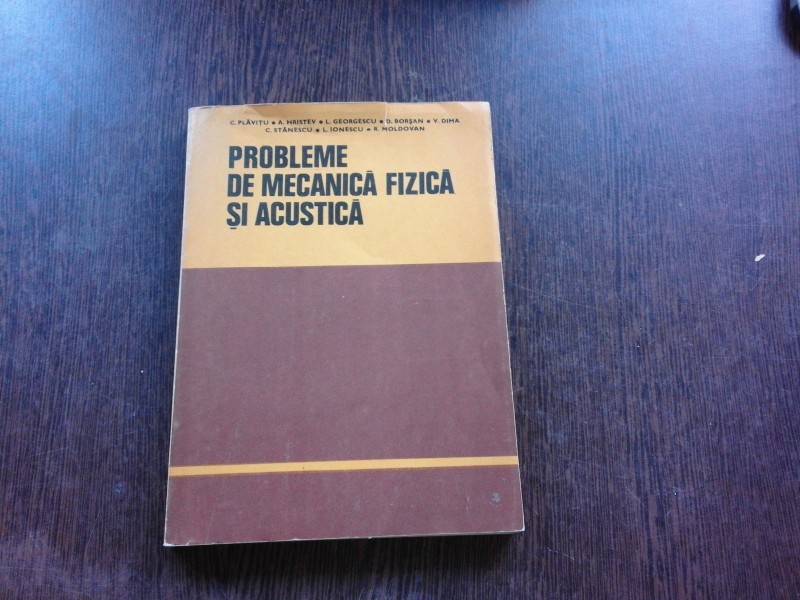 C. PLĂVIȚU • A. HRISTEV • L. GEORGESCU • D. BORȘAN • V. DIMA
C. STĂNESCU • L. IONESCU • R. MOLDOVAN
PROBLEME
DE MECANICĂ FIZICĂ
ȘI ACUSTICĂ